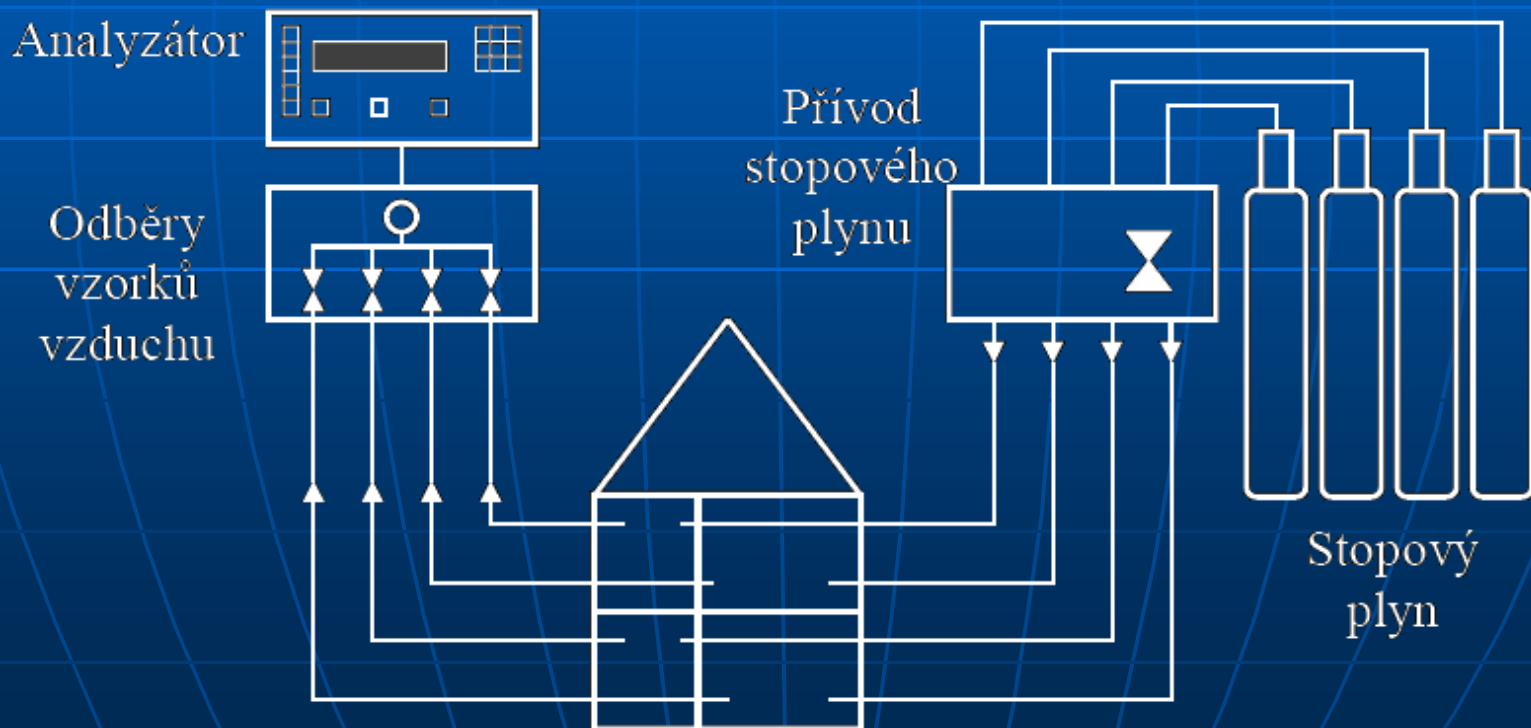 Analyzátor
Odběry
vzorků
vzduchu
Přívod
stopového
plynu
Stopový
plyn